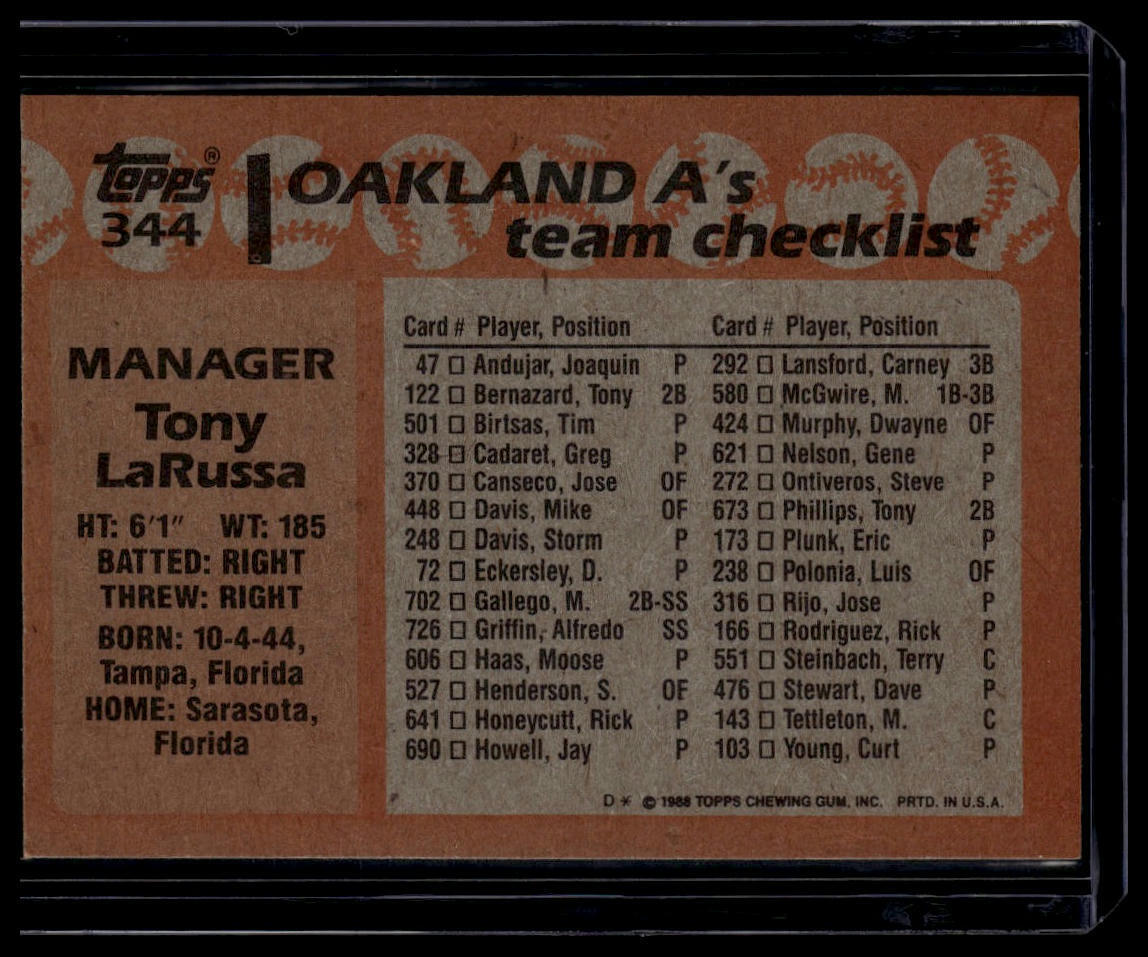 topps®
344
OAKLAND A's
team checklist
MANAGER
Tony
LaRussa
HT: 6'1" WT: 185
BATTED: RIGHT
THREW: RIGHT
BORN: 10-4-44,
Tampa, Florida
HOME: Sarasota,
Florida
Card # Player, Position
47 □ Andujar, Joaquin P
122 □ Bernazard, Tony 2B
501 □ Birtsas, Tim P
328 □ Cadaret, Greg P
370 □ Canseco, Jose OF
448 □ Davis, Mike OF
248 □ Davis, Storm P
72 □ Eckersley, D. P
702 □ Gallego, M. 2B-SS
726 □ Griffin, Alfredo SS
606 □ Haas, Moose P
527 □ Henderson, S. OF
641 □ Honeycutt, Rick P
690 □ Howell, Jay P
Card # Player, Position
292 □ Lansford, Carney 3B
580 □ McGwire, M. 1B-3B
424 □ Murphy, Dwayne OF
621 □ Nelson, Gene P
272 □ Ontiveros, Steve P
673 □ Phillips, Tony 2B
173 □ Plunk, Eric P
238 □ Polonia, Luis OF
316 □ Rijo, Jose P
166 □ Rodriguez, Rick P
551 □ Steinbach, Terry C
476 □ Stewart, Dave P
143 □ Tettleton, M. C
103 □ Young, Curt P
D * © 1988 TOPPS CHEWING GUM, INC. PRTD. IN U.S.A.